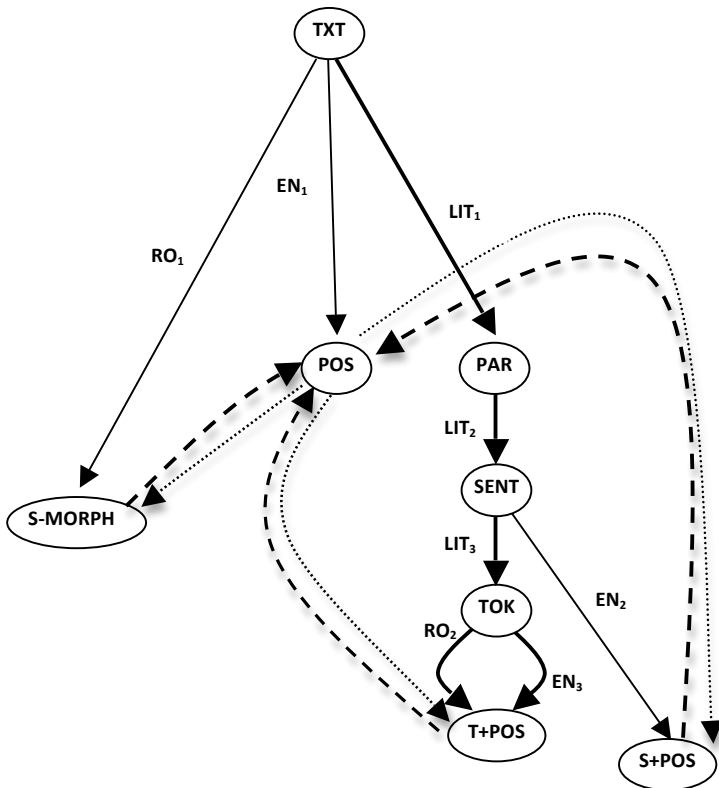 TXT
EN₁
LIT₁
RO₁
POS
PAR
LIT₂
SENT
S-MORPH
LIT₃
TOK
EN₂
RO₂
EN₃
T+POS
S+POS